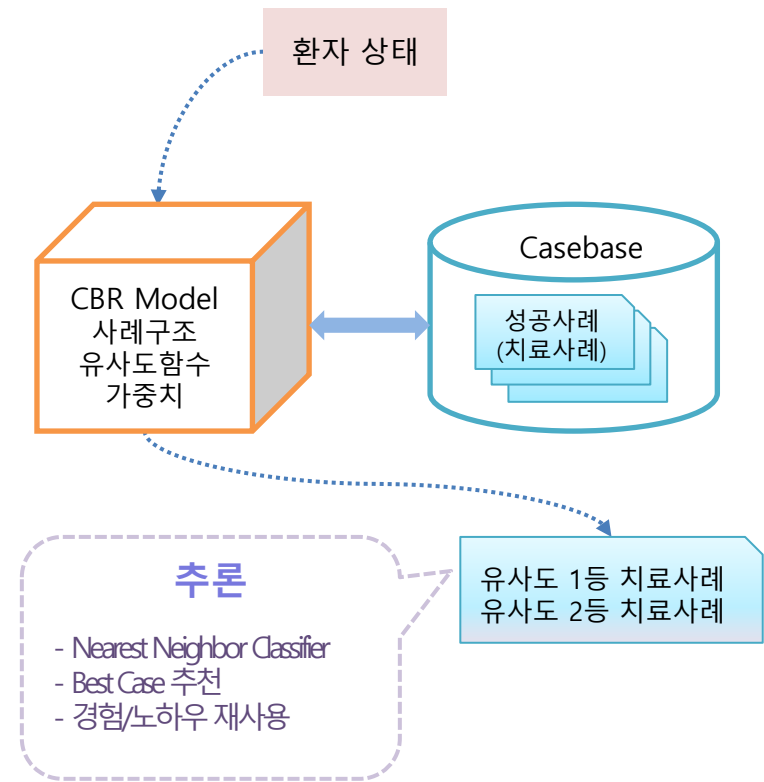 환자 상태
CBR Model
사례구조
유사도함수
가중치
Casebase
성공사례
(치료사례)
유사도 1등 치료사례
유사도 2등 치료사례
추론
- Nearest Neighbor Classifier
- Best Case 추천
- 경험/노하우 재사용